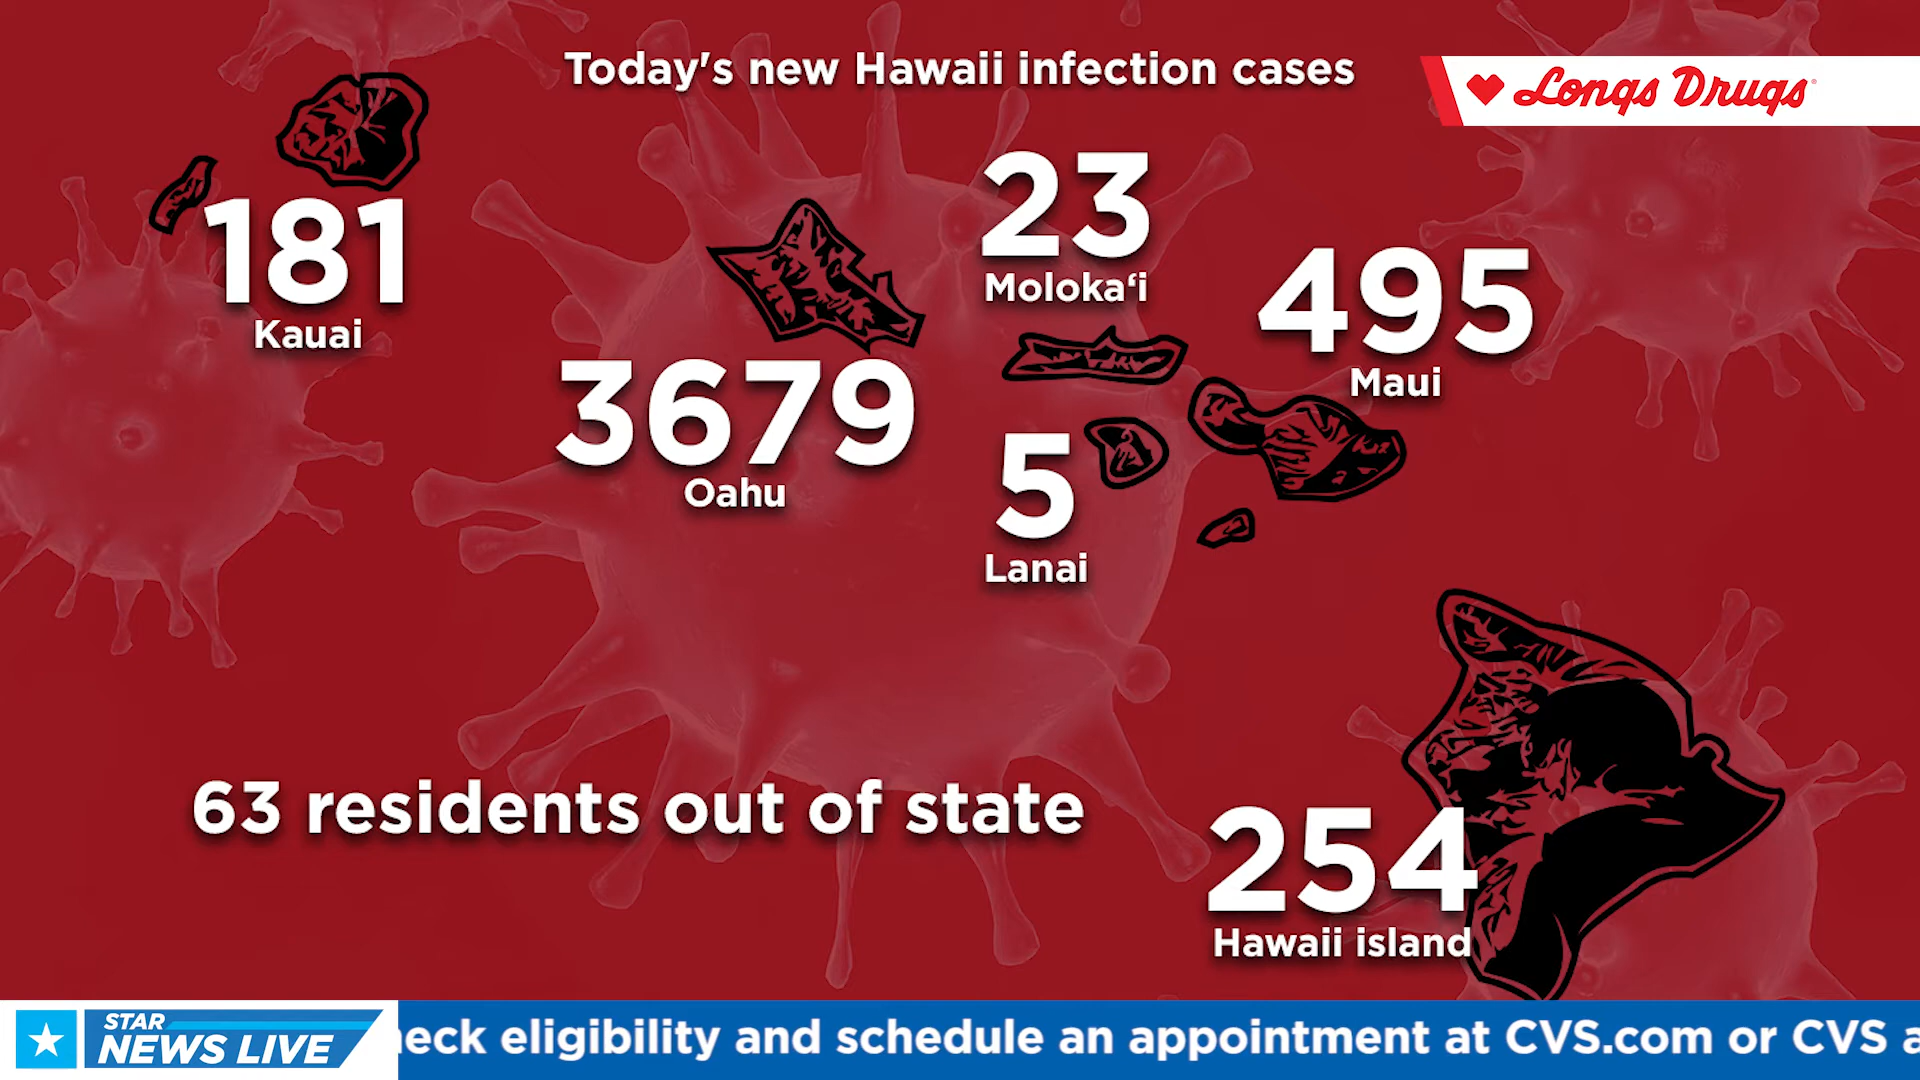 Today's new Hawaii infection cases
Longs Drugs
181
Kauai
3679
Oahu
23
Moloka‘i
495
Maui
5
Lanai
63 residents out of state
254
Hawaii island
STAR
NEWS LIVE
eligibility and schedule an appointment at CVS.com or CVS